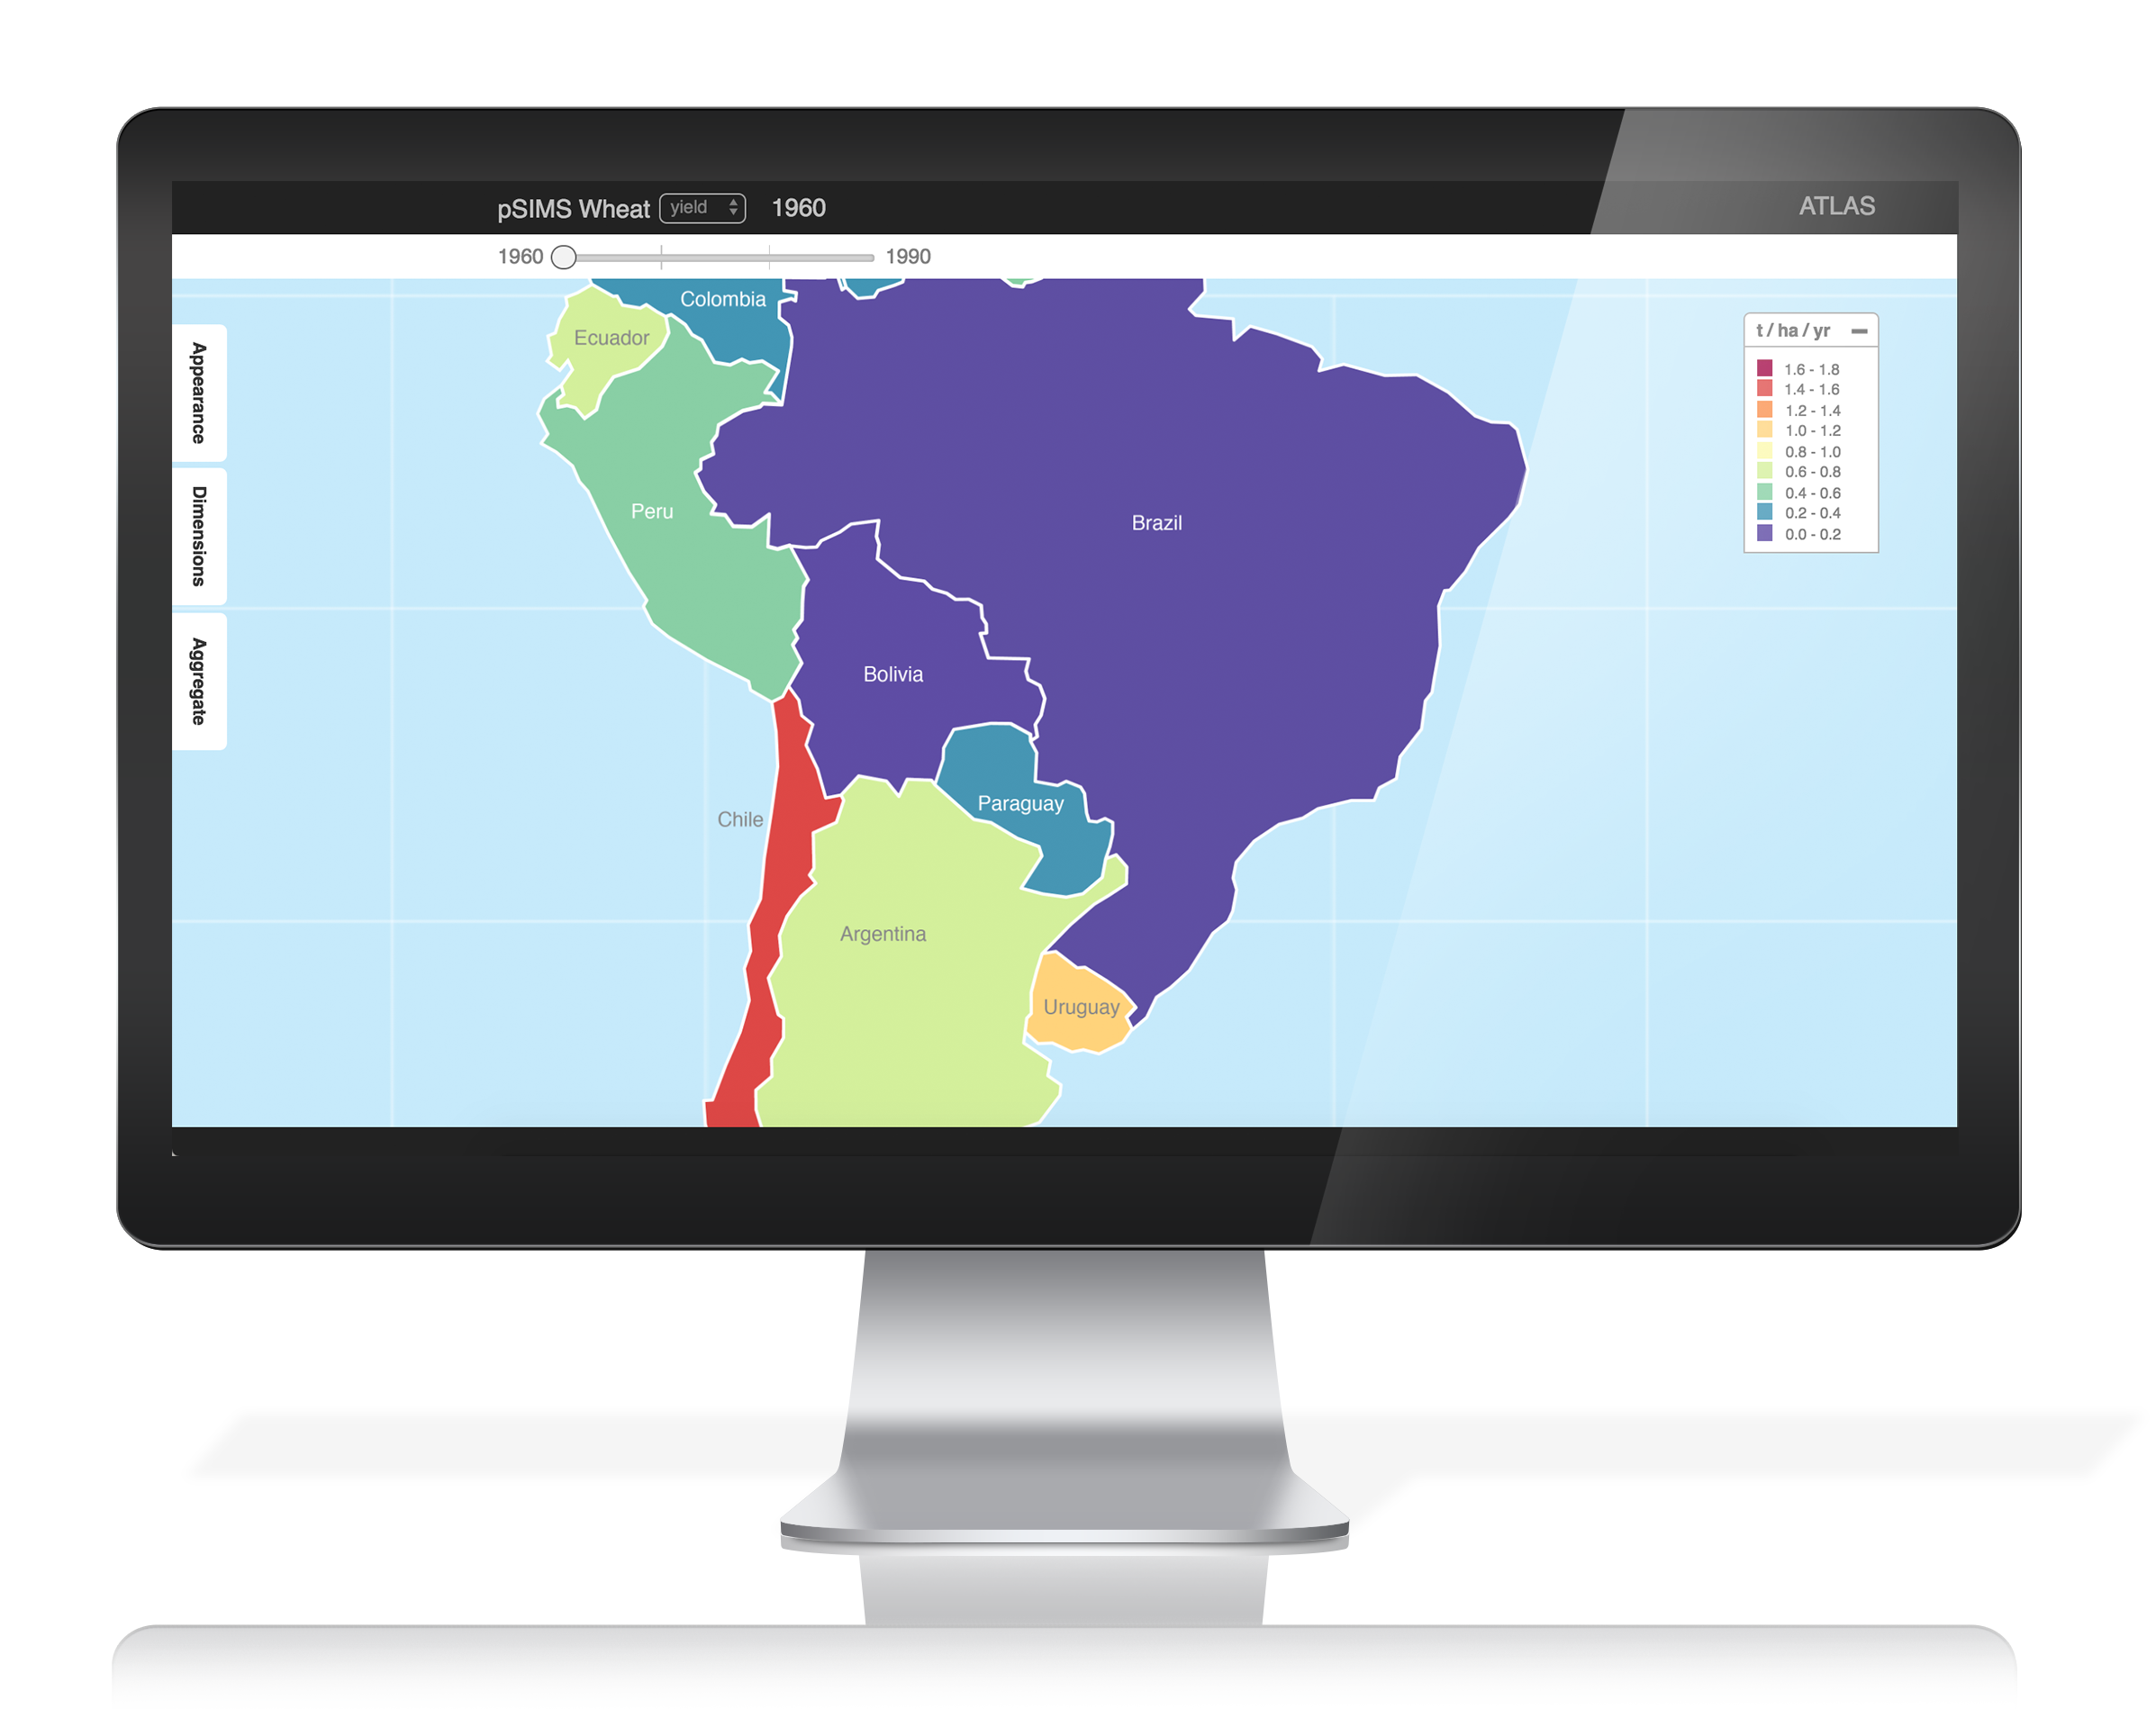 pSIMS Wheat yield 1960
ATLAS
1960 1990
Colombia
Ecuador
Peru
Brazil
Bolivia
Paraguay
Chile
Argentina
Uruguay
Appearance
Dimensions
Aggregate
t / ha / yr
1.6 - 1.8
1.4 - 1.6
1.2 - 1.4
1.0 - 1.2
0.8 - 1.0
0.6 - 0.8
0.4 - 0.6
0.2 - 0.4
0.0 - 0.2